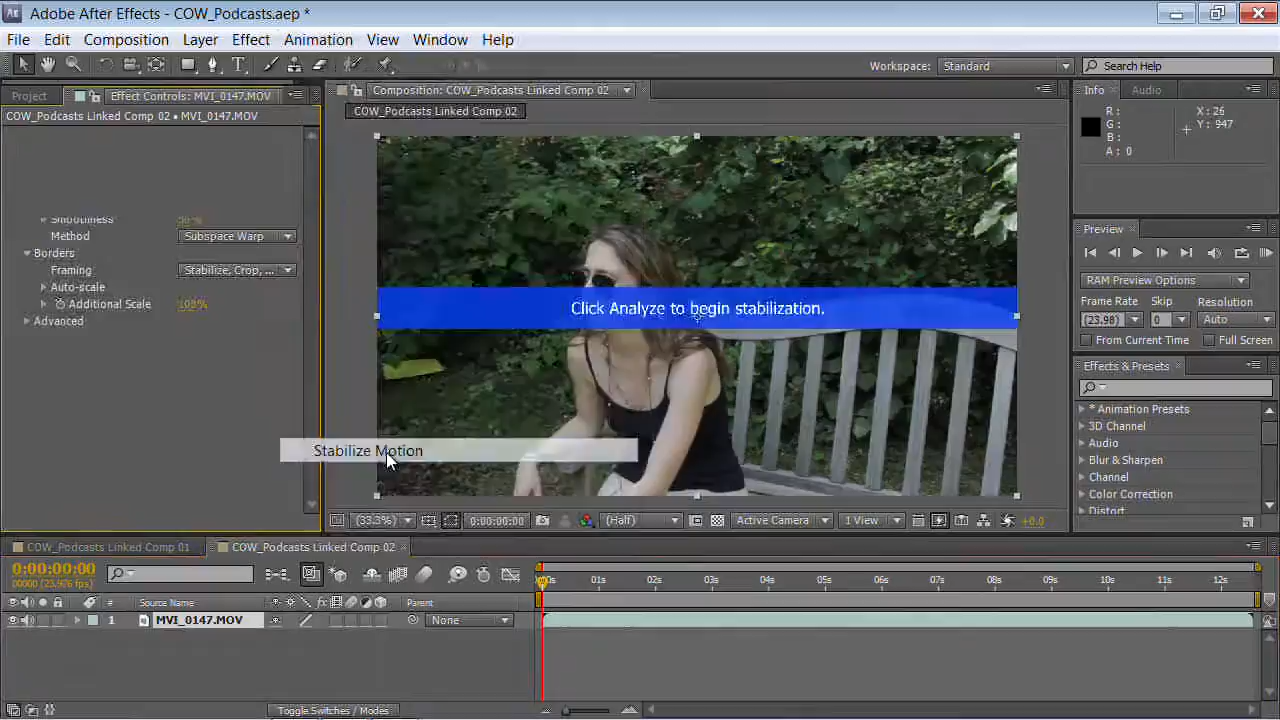 Adobe After Effects - COW_Podcasts.aep *
File Edit Composition Layer Effect Animation View Window Help
Workspace: Standard Search Help
Project Effect Controls: MVI_0147.MOV
COW_Podcasts Linked Comp 02 • MVI_0147.MOV
Smoothness
Method Subspace Warp
Borders
Framing Stabilize, Crop, ...
Auto-scale
Additional Scale 100%
Advanced
Stabilize Motion
Composition: COW_Podcasts Linked Comp 02
COW_Podcasts Linked Comp 02
Click Analyze to begin stabilization.
(33.3%) 0:00:00:00 (Half) Active Camera 1 View +0.0
Info Audio
R: X: 26
G: Y: 947
B:
A: 0
Preview
RAM Preview Options
Frame Rate Skip Resolution
(23.98) 0 Auto
From Current Time Full Screen
Effects & Presets
* Animation Presets
3D Channel
Audio
Blur & Sharpen
Channel
Color Correction
Distort
COW_Podcasts Linked Comp 01 COW_Podcasts Linked Comp 02
0:00:00:00
00000 (23.976 fps)
# Source Name fx Parent
1 MVI_0147.MOV None
01s 02s 03s 04s 05s 06s 07s 08s 09s 10s 11s 12s
Toggle Switches / Modes